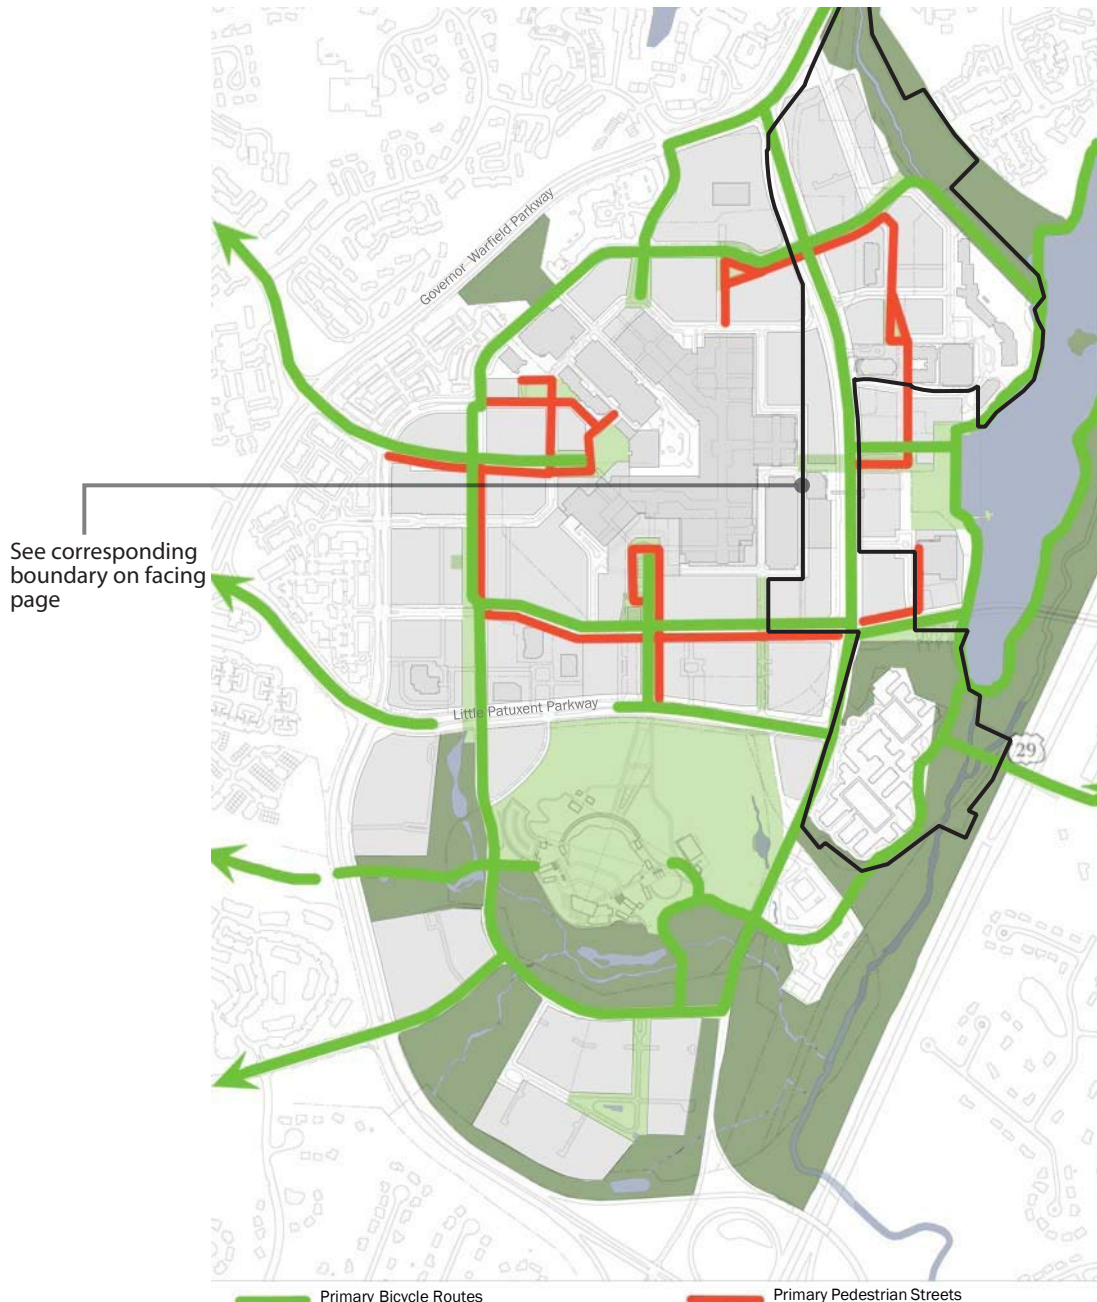 Governor Warfield Parkway
See corresponding
boundary on facing
page
Little Patuxent Parkway
29
Primary Bicycle Routes
Primary Pedestrian Streets